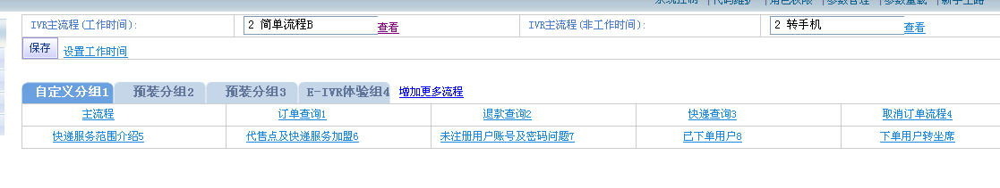 系统控制 | 代码维护 | 角色权限 | 参数管理 | 参数重载 | 新手上路
IVR主流程(工作时间): 2 简单流程B 查看 IVR主流程(非工作时间): 2 转手机 查看
保存 设置工作时间
自定义分组1 预装分组2 预装分组3 E-IVR体验组4 增加更多流程
主流程 订单查询1 退款查询2 快递查询3 取消订单流程4
快递服务范围介绍5 代售点及快递服务加盟6 未注册用户账号及密码问题7 已下单用户8 下单用户转坐席